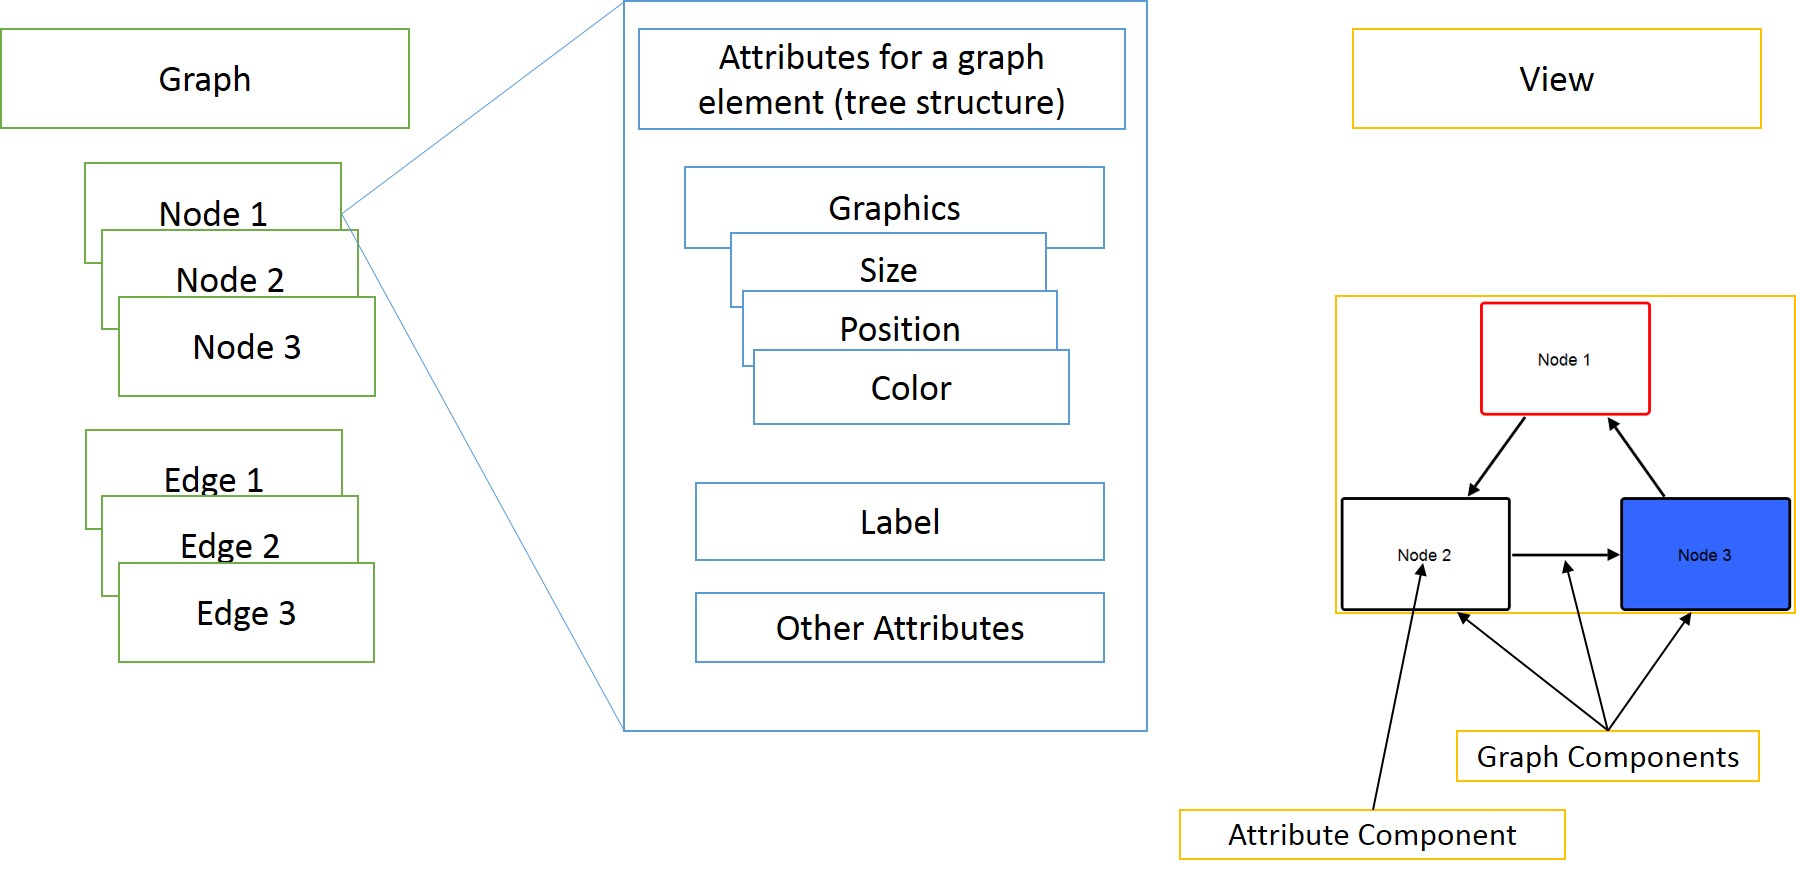 Graph
Node 1
Node 2
Node 3
Edge 1
Edge 2
Edge 3
Attributes for a graph
element (tree structure)
Graphics
Size
Position
Color
Label
Other Attributes
View
Node 1
Node 2
Node 3
Graph Components
Attribute Component